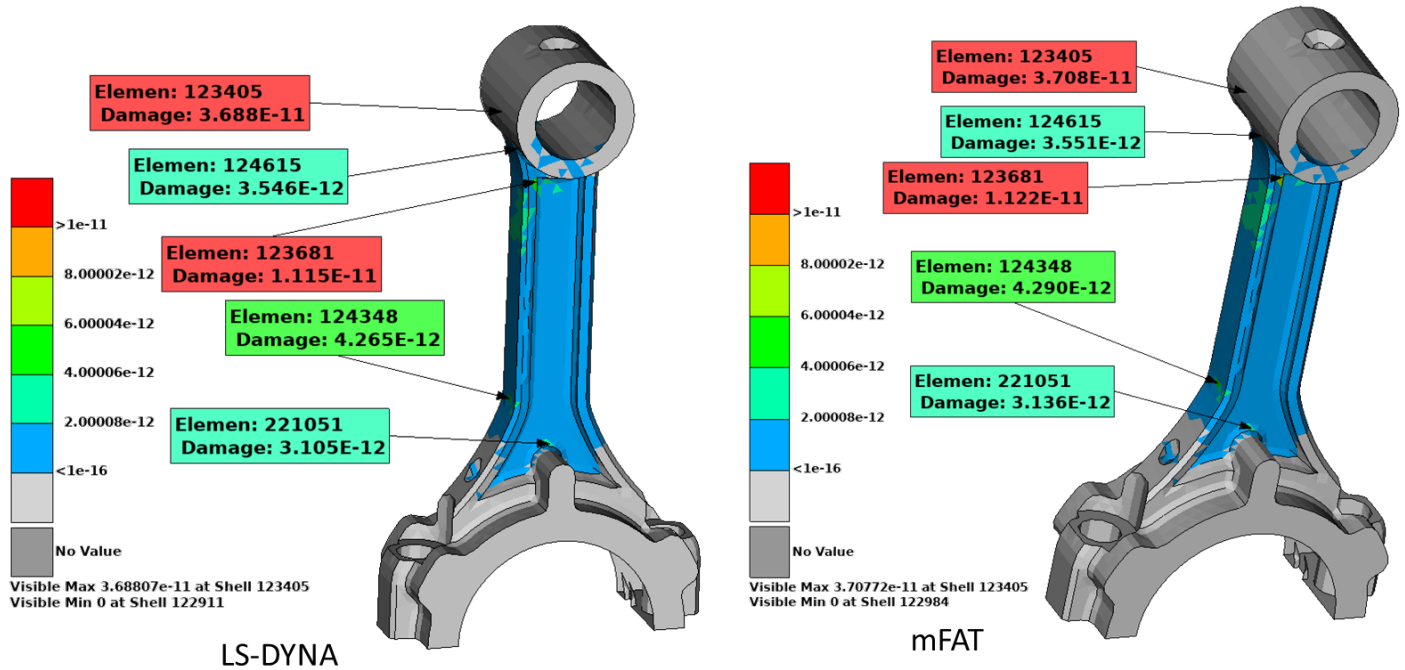 Elemen: 123405
Damage: 3.688E-11
Elemen: 124615
Damage: 3.546E-12
Elemen: 123681
Damage: 1.115E-11
Elemen: 124348
Damage: 4.265E-12
Elemen: 221051
Damage: 3.105E-12
>1e-11
8.00002e-12
6.00004e-12
4.00006e-12
2.00008e-12
<1e-16
No Value
Visible Max 3.68807e-11 at Shell 123405
Visible Min 0 at Shell 122911
LS-DYNA
Elemen: 123405
Damage: 3.708E-11
Elemen: 124615
Damage: 3.551E-12
Elemen: 123681
Damage: 1.122E-11
Elemen: 124348
Damage: 4.290E-12
Elemen: 221051
Damage: 3.136E-12
>1e-11
8.00002e-12
6.00004e-12
4.00006e-12
2.00008e-12
<1e-16
No Value
Visible Max 3.70772e-11 at Shell 123405
Visible Min 0 at Shell 122984
mFAT